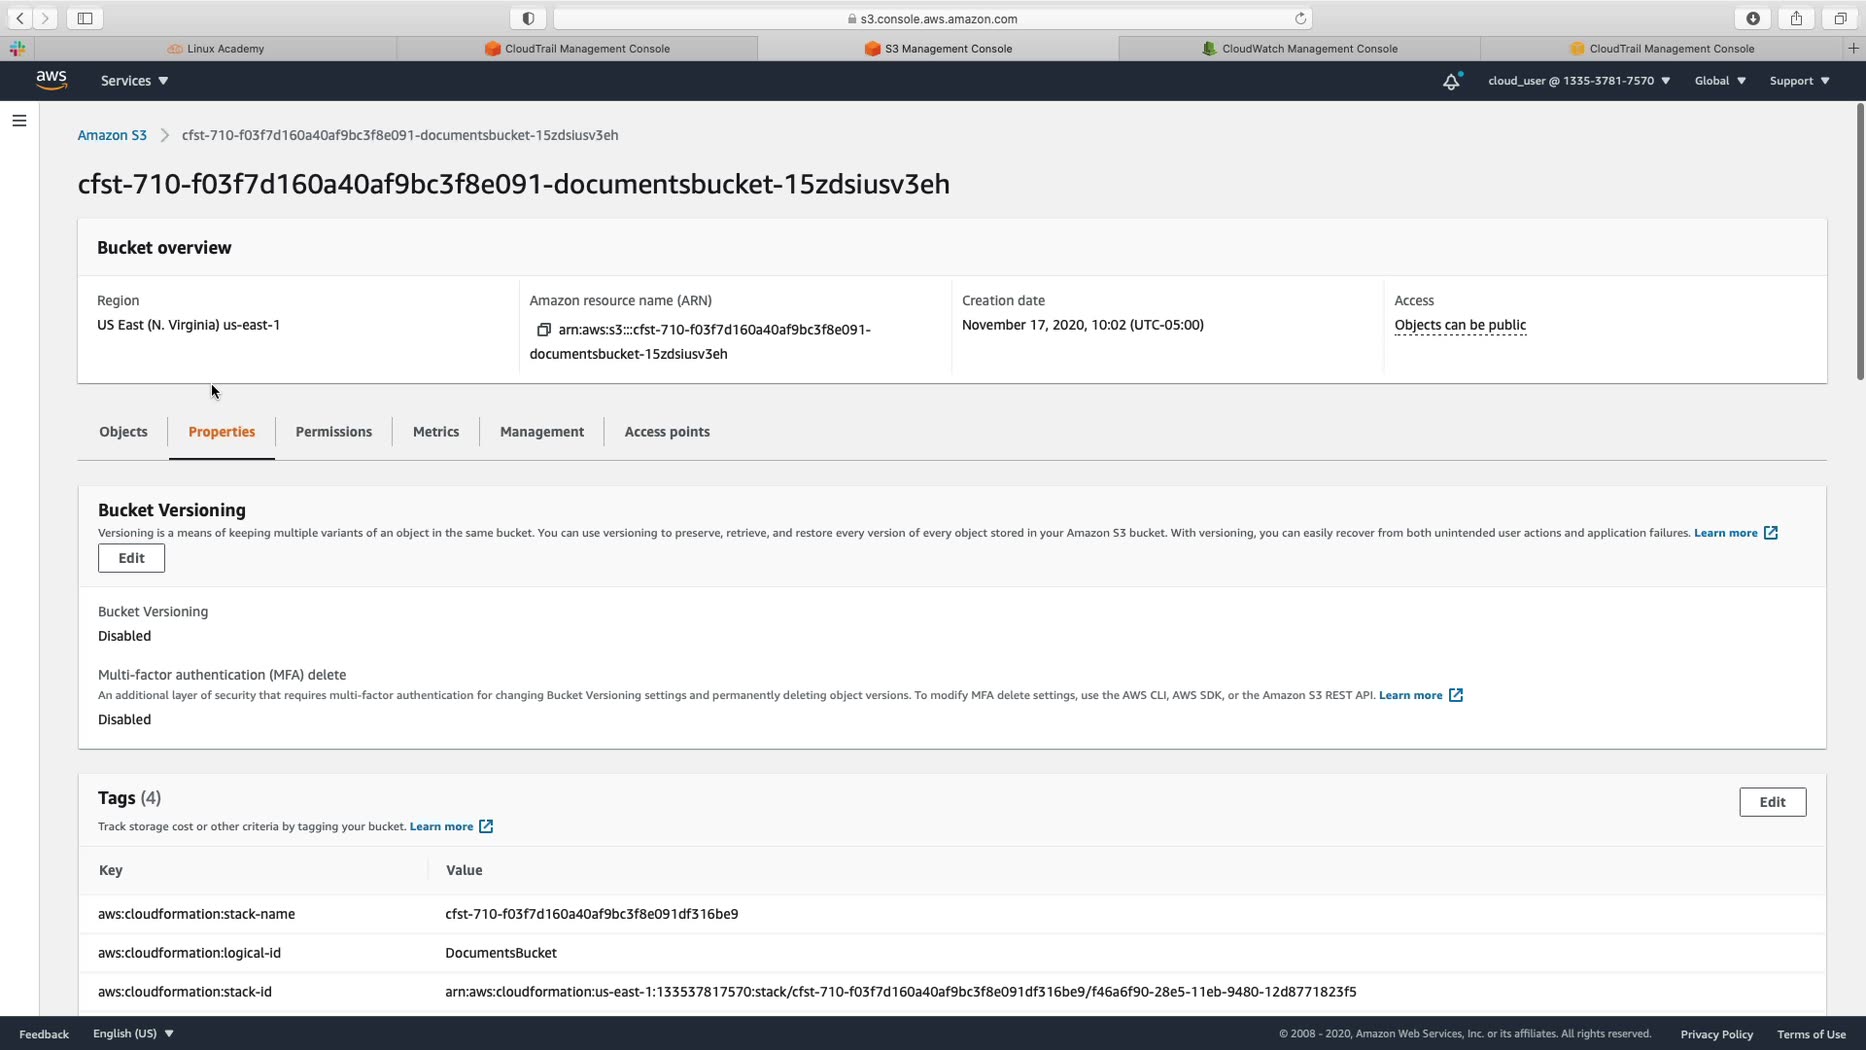 s3.console.aws.amazon.com
Linux Academy
CloudTrail Management Console
S3 Management Console
CloudWatch Management Console
CloudTrail Management Console
aws
Services
cloud_user @ 1335-3781-7570
Global
Support
Amazon S3
cfst-710-f03f7d160a40af9bc3f8e091-documentsbucket-15zdsiusv3eh
cfst-710-f03f7d160a40af9bc3f8e091-documentsbucket-15zdsiusv3eh
Bucket overview
Region
US East (N. Virginia) us-east-1
Amazon resource name (ARN)
arn:aws:s3:::cfst-710-f03f7d160a40af9bc3f8e091-
documentsbucket-15zdsiusv3eh
Creation date
November 17, 2020, 10:02 (UTC-05:00)
Access
Objects can be public
Objects
Properties
Permissions
Metrics
Management
Access points
Bucket Versioning
Versioning is a means of keeping multiple variants of an object in the same bucket. You can use versioning to preserve, retrieve, and restore every version of every object stored in your Amazon S3 bucket. With versioning, you can easily recover from both unintended user actions and application failures. Learn more
Edit
Bucket Versioning
Disabled
Multi-factor authentication (MFA) delete
An additional layer of security that requires multi-factor authentication for changing Bucket Versioning settings and permanently deleting object versions. To modify MFA delete settings, use the AWS CLI, AWS SDK, or the Amazon S3 REST API. Learn more
Disabled
Tags (4)
Edit
Track storage cost or other criteria by tagging your bucket. Learn more
Key
Value
aws:cloudformation:stack-name
cfst-710-f03f7d160a40af9bc3f8e091df316be9
aws:cloudformation:logical-id
DocumentsBucket
aws:cloudformation:stack-id
arn:aws:cloudformation:us-east-1:133537817570:stack/cfst-710-f03f7d160a40af9bc3f8e091df316be9/f46a6f90-28e5-11eb-9480-12d8771823f5
Feedback
English (US)
© 2008 - 2020, Amazon Web Services, Inc. or its affiliates. All rights reserved.
Privacy Policy
Terms of Use